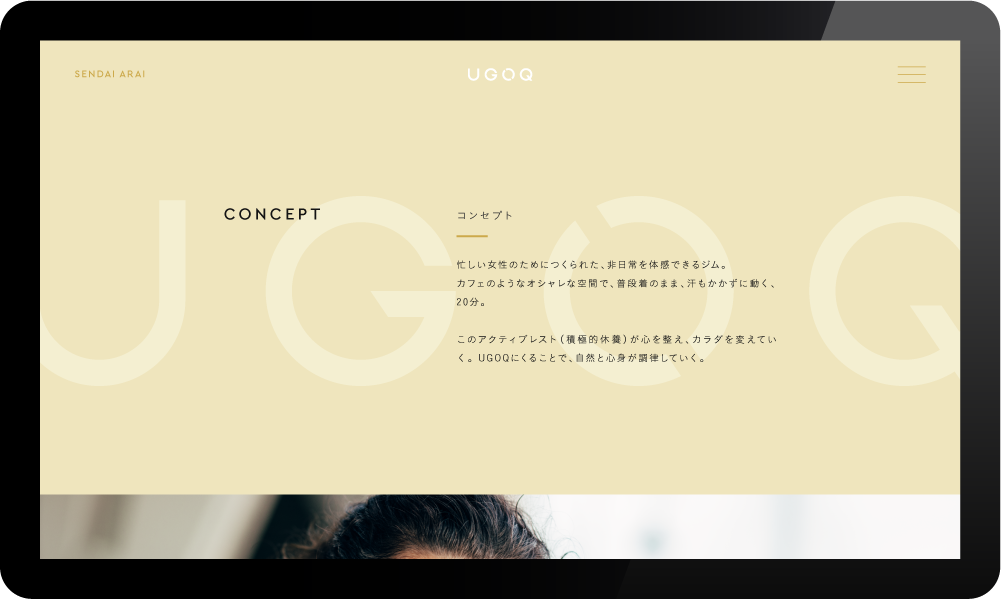 SENDAI ARAI
UGOQ
UGOQ
CONCEPT
コンセプト
忙しい女性のためにつくられた、非日常を体感できるジム。
カフェのようなオシャレな空間で、普段着のまま、汗もかかずに動く、
20分。
このアクティブレスト(積極的休養)が心を整え、カラダを変えてい
く。UGOQにくることで、自然と心身が調律していく。